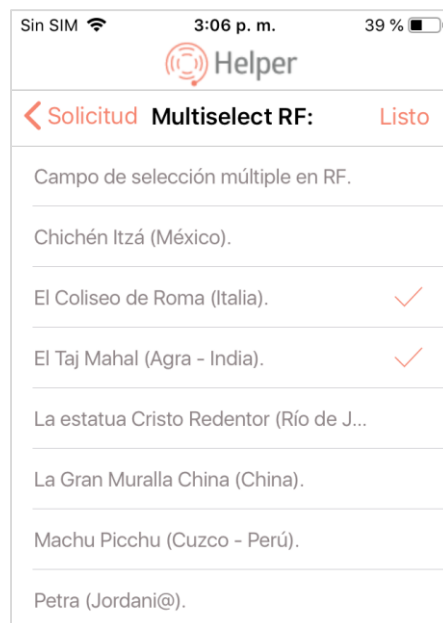 Sin SIM 3:06 p. m. 39 %
Helper
Solicitud Multiselect RF: Listo
Campo de selección múltiple en RF.
Chichén Itzá (México).
El Coliseo de Roma (Italia).
El Taj Mahal (Agra - India).
La estatua Cristo Redentor (Río de J...
La Gran Muralla China (China).
Machu Picchu (Cuzco - Perú).
Petra (Jordani@).